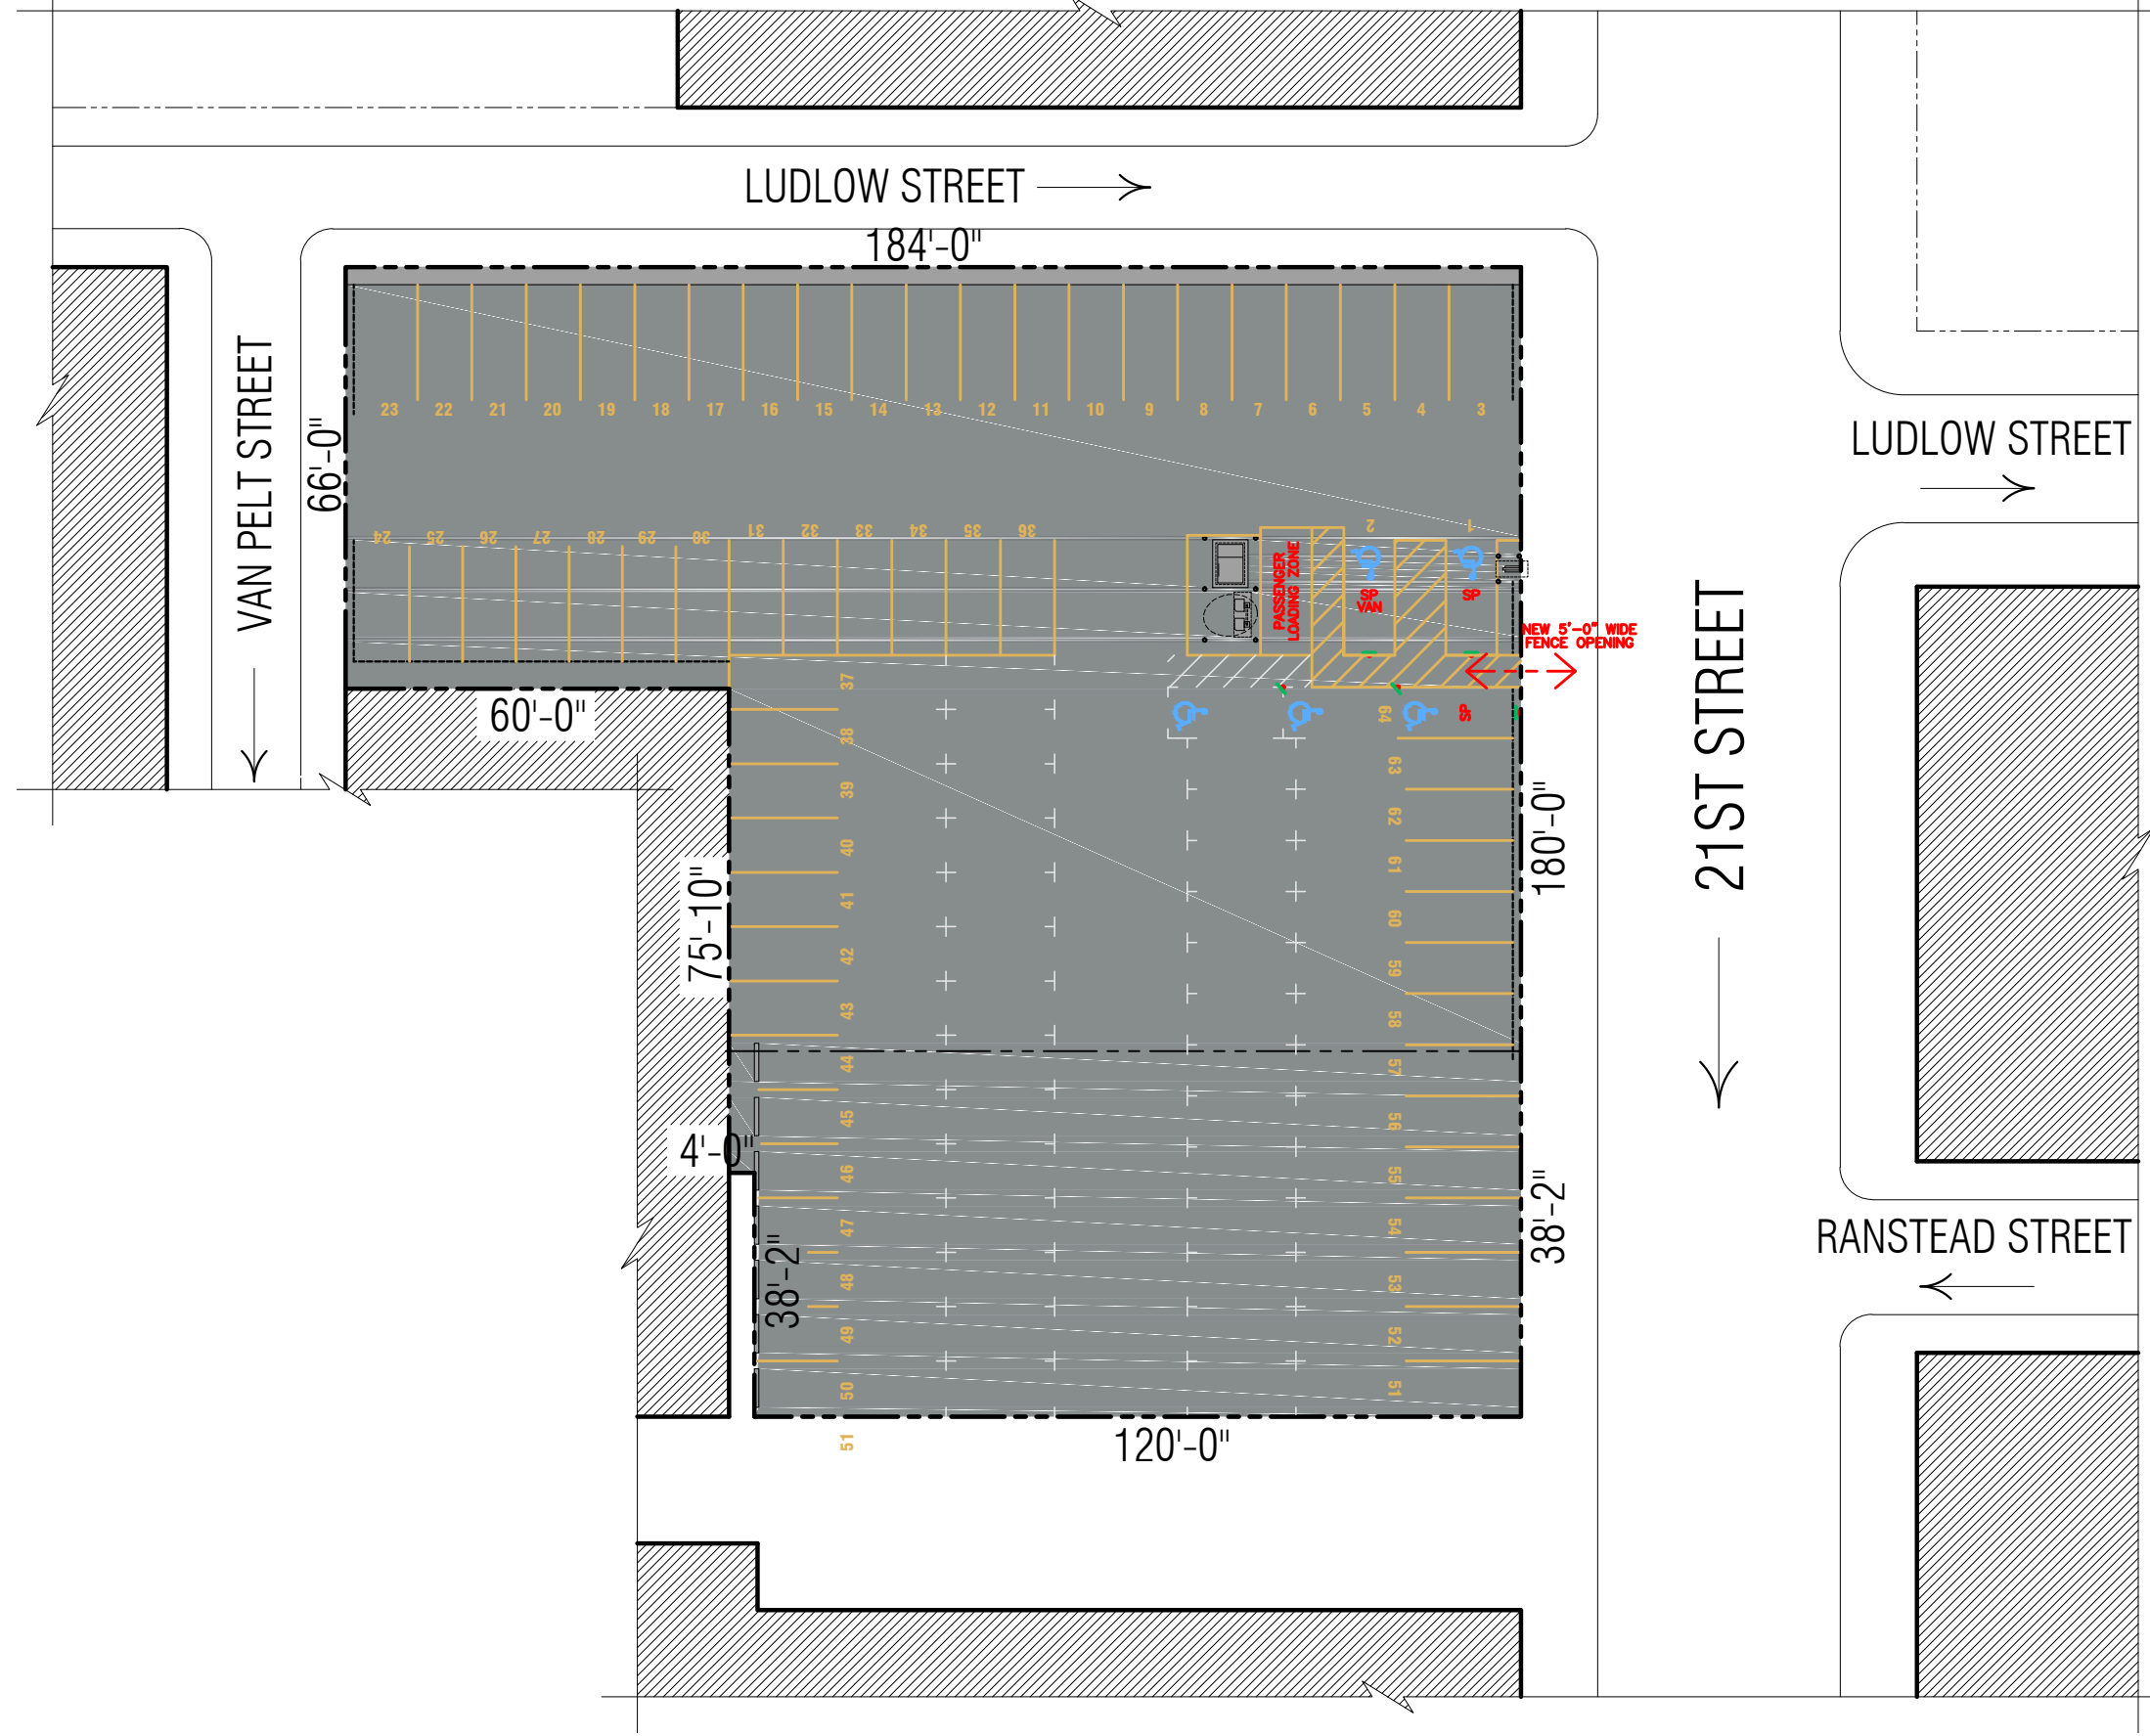 LUDLOW STREET
184'-0"
VAN PELT STREET
66'-0"
23 22 21 20 19 18 17 16 15 14 13 12 11 10 9 8 7 6 5 4 3
LUDLOW STREET
24 25 26 27 28 29 30 31 32 33 34 35 36
2 1
PASSENGER
LOADING ZONE
SP
VAN
SP
NEW 5'-0" WIDE
FENCE OPENING
60'-0"
37
38
39
40
41
42
43
44
45
46
47
48
49
50
51
64
SP
63
62
61
60
59
58
57
56
55
54
53
52
51
75'-10"
180'-0"
21ST STREET
4'-0"
38'-2"
38'-2"
RANSTEAD STREET
120'-0"